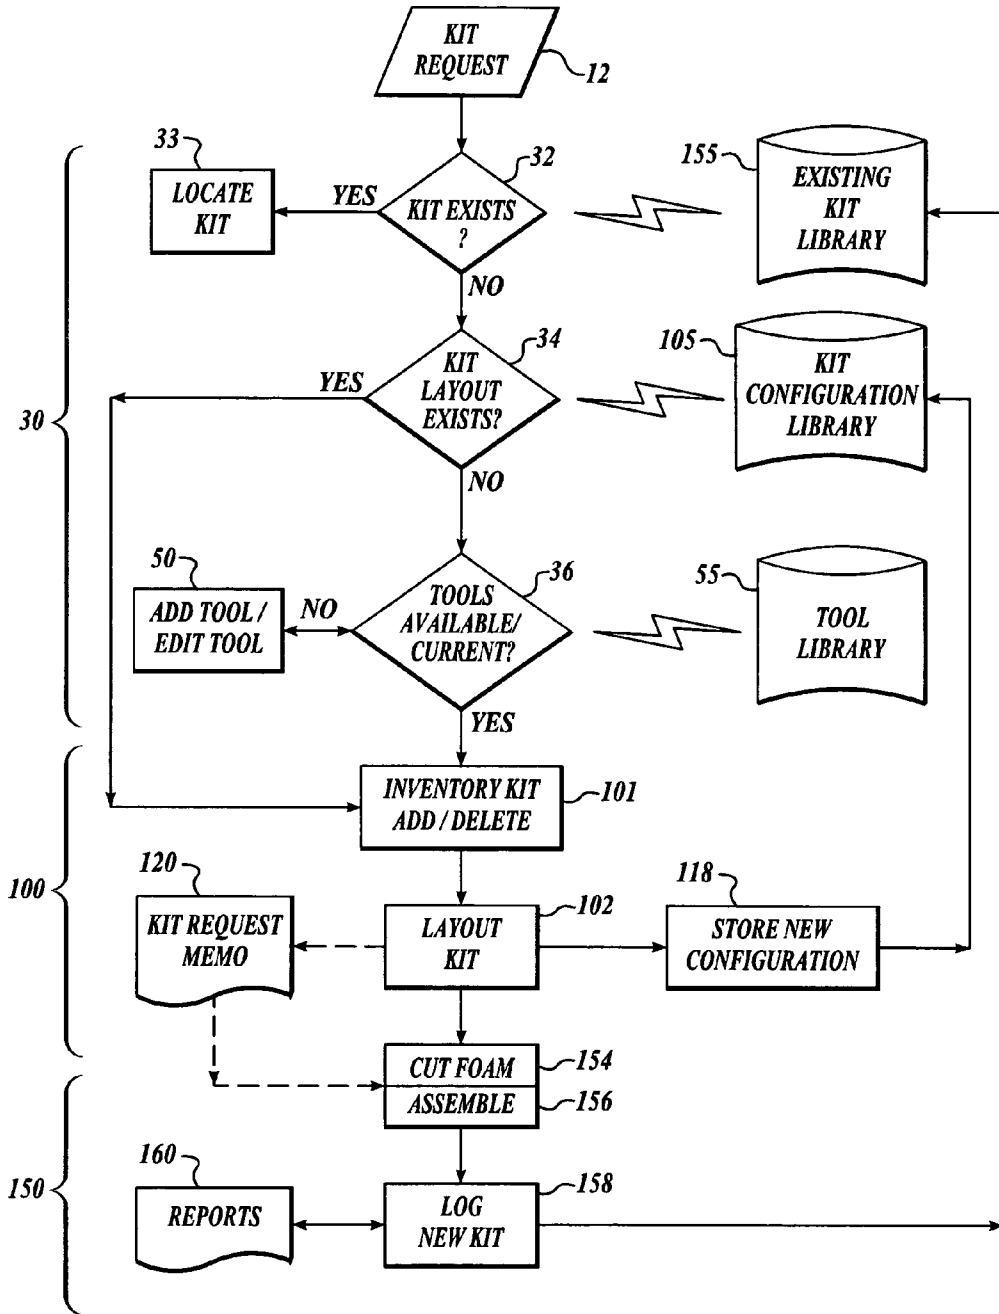 KIT
REQUEST
12
33
32
155
LOCATE
KIT
YES
KIT EXISTS
?
EXISTING
KIT
LIBRARY
NO
34
105
YES
KIT
LAYOUT
EXISTS?
KIT
CONFIGURATION
LIBRARY
30
NO
50
36
55
ADD TOOL /
EDIT TOOL
NO
TOOLS
AVAILABLE/
CURRENT?
TOOL
LIBRARY
YES
INVENTORY KIT
ADD / DELETE
101
100
120
102
118
KIT REQUEST
MEMO
LAYOUT
KIT
STORE NEW
CONFIGURATION
CUT FOAM
154
ASSEMBLE
156
150
160
158
REPORTS
LOG
NEW KIT